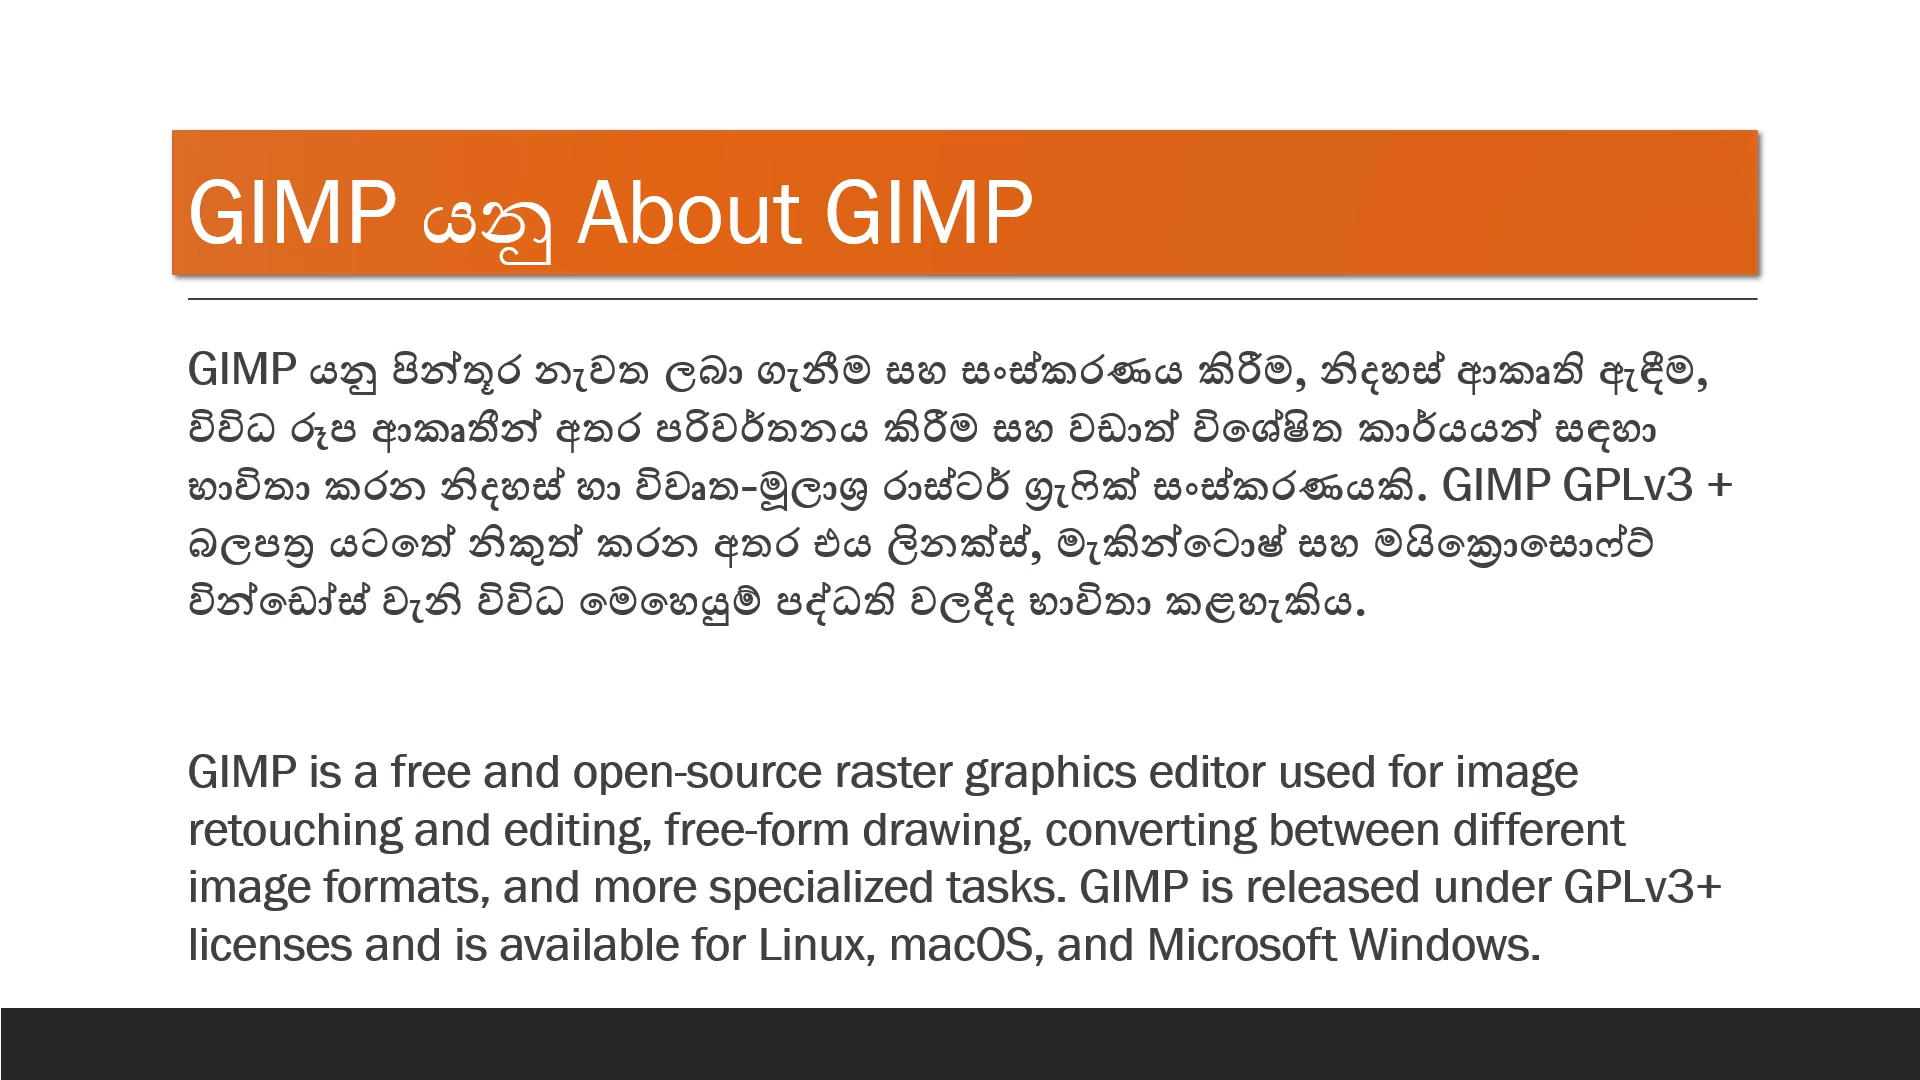 GIMP යනු About GIMP
GIMP යනු පින්තූර නැවත ලබා ගැනීම සහ සංස්කරණය කිරීම, නිදහස් ආකෘති ඇඳීම,
විවිධ රූප ආකෘතීන් අතර පරිවර්තනය කිරීම සහ වඩාත් විශේෂිත කාර්යයන් සඳහා
භාවිතා කරන නිදහස් හා විවෘත-මූලාශ්‍ර රාස්ටර් ග්‍රැෆික් සංස්කරණයකි. GIMP GPLv3 +
බලපත්‍ර යටතේ නිකුත් කරන අතර එය ලිනක්ස්, මැකින්ටොෂ් සහ මයික්‍රොසොෆ්ට්
වින්ඩෝස් වැනි විවිධ මෙහෙයුම් පද්ධති වලදීද භාවිතා කළහැකිය.
GIMP is a free and open-source raster graphics editor used for image
retouching and editing, free-form drawing, converting between different
image formats, and more specialized tasks. GIMP is released under GPLv3+
licenses and is available for Linux, macOS, and Microsoft Windows.